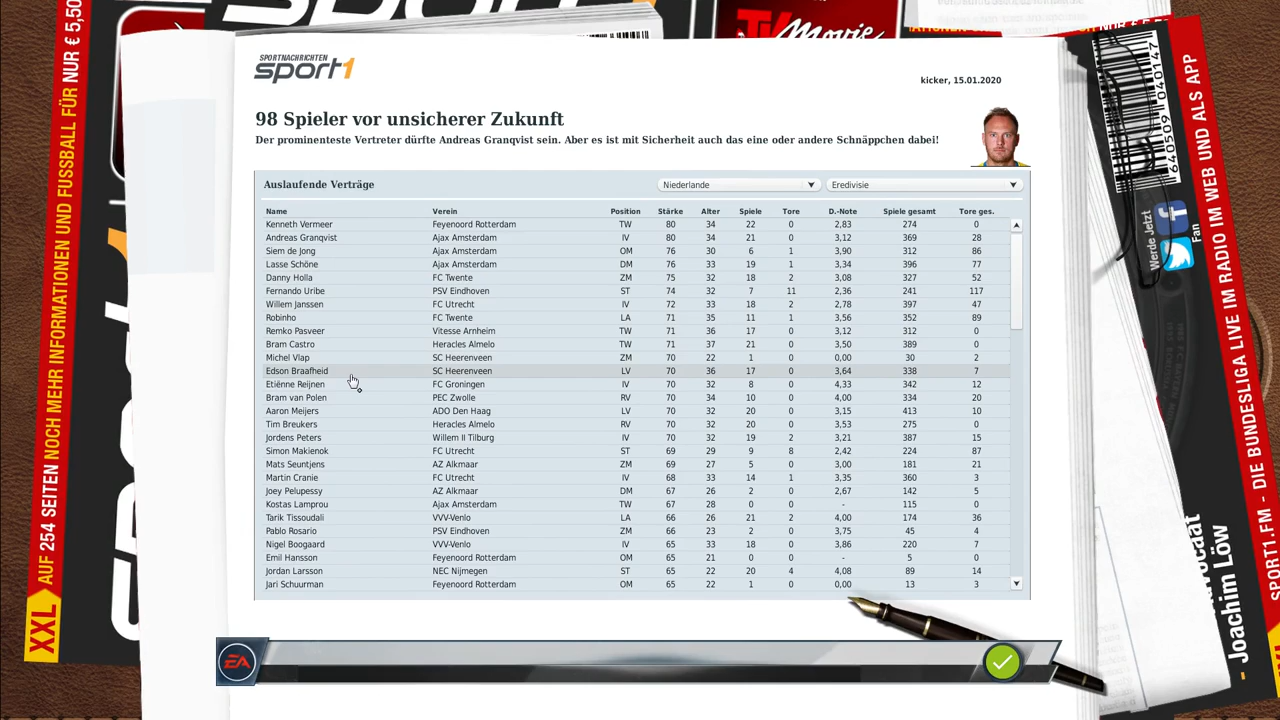 SPORTNACHRICHTEN
sport1
kicker, 15.01.2020
98 Spieler vor unsicherer Zukunft
Der prominenteste Vertreter dürfte Andreas Granqvist sein. Aber es ist mit Sicherheit auch das eine oder andere Schnäppchen dabei!
Auslaufende Verträge Niederlande Eredivisie
Name Verein Position Stärke Alter Spiele Tore D.-Note Spiele gesamt Tore ges.
Kenneth Vermeer Feyenoord Rotterdam TW 80 34 22 0 2,83 274 0
Andreas Granqvist Ajax Amsterdam IV 80 34 21 0 3,12 369 28
Siem de Jong Ajax Amsterdam OM 76 30 6 1 3,90 312 86
Lasse Schöne Ajax Amsterdam DM 76 33 19 1 3,34 396 77
Danny Holla FC Twente ZM 75 32 18 2 3,08 327 52
Fernando Uribe PSV Eindhoven ST 74 32 7 11 2,36 241 117
Willem Janssen FC Utrecht IV 72 33 18 2 2,78 397 47
Robinho FC Twente LA 71 35 11 1 3,56 352 89
Remko Pasveer Vitesse Arnheim TW 71 36 17 0 3,12 312 0
Bram Castro Heracles Almelo TW 71 37 21 0 3,50 389 0
Michel Vlap SC Heerenveen ZM 70 22 1 0 0,00 30 2
Edson Braafheid SC Heerenveen LV 70 36 17 0 3,64 338 7
Etiënne Reijnen FC Groningen IV 70 32 8 0 4,33 342 12
Bram van Polen PEC Zwolle RV 70 34 10 0 4,00 334 20
Aaron Meijers ADO Den Haag LV 70 32 20 0 3,15 413 10
Tim Breukers Heracles Almelo RV 70 32 20 0 3,53 275 0
Jordens Peters Willem II Tilburg IV 70 32 19 2 3,21 387 15
Simon Makienok FC Utrecht ST 69 29 9 8 2,42 224 87
Mats Seuntjens AZ Alkmaar ZM 69 27 5 0 3,00 181 21
Martin Cranie FC Utrecht IV 68 33 14 1 3,35 360 3
Joey Pelupessy AZ Alkmaar DM 67 26 2 0 2,67 142 5
Kostas Lamprou Ajax Amsterdam TW 67 28 0 0 - 115 0
Tarik Tissoudali VVV-Venlo LA 66 26 21 2 4,00 174 36
Pablo Rosario PSV Eindhoven ZM 66 23 2 0 3,75 45 4
Nigel Boogaard VVV-Venlo IV 65 33 18 0 3,86 220 7
Emil Hansson Feyenoord Rotterdam OM 65 21 0 0 - 5 0
Jordan Larsson NEC Nijmegen ST 65 22 20 4 4,08 89 14
Jari Schuurman Feyenoord Rotterdam OM 65 22 1 0 0,00 13 3
EA
XXL AUF 254 SEITEN NOCH MEHR INFORMATIONEN UND FUSSBALL FÜR NUR € 5,50
TV Movie
640509 040147
Werde Jetzt
Fan
- Joachim Löw
SPORT1.FM - DIE BUNDESLIGA LIVE IM RADIO IM WEB UND ALS APP